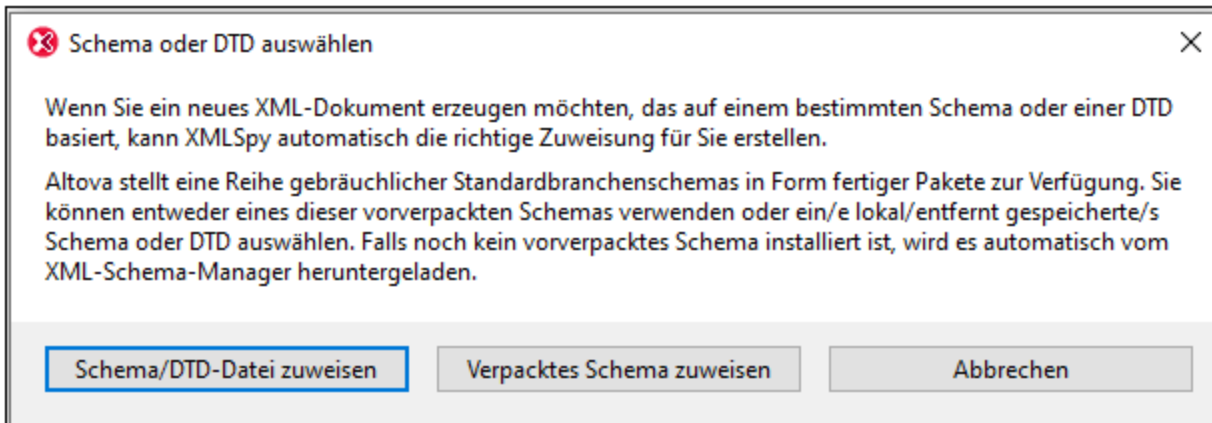 Schema oder DTD auswählen
Wenn Sie ein neues XML-Dokument erzeugen möchten, das auf einem bestimmten Schema oder einer DTD
basiert, kann XMLSpy automatisch die richtige Zuweisung für Sie erstellen.
Altova stellt eine Reihe gebräuchlicher Standardbranchenschemas in Form fertiger Pakete zur Verfügung. Sie
können entweder eines dieser vorverpackten Schemas verwenden oder ein/e lokal/entfernt gespeicherte/s
Schema oder DTD auswählen. Falls noch kein vorverpacktes Schema installiert ist, wird es automatisch vom
XML-Schema-Manager heruntergeladen.
Schema/DTD-Datei zuweisen
Verpacktes Schema zuweisen
Abbrechen